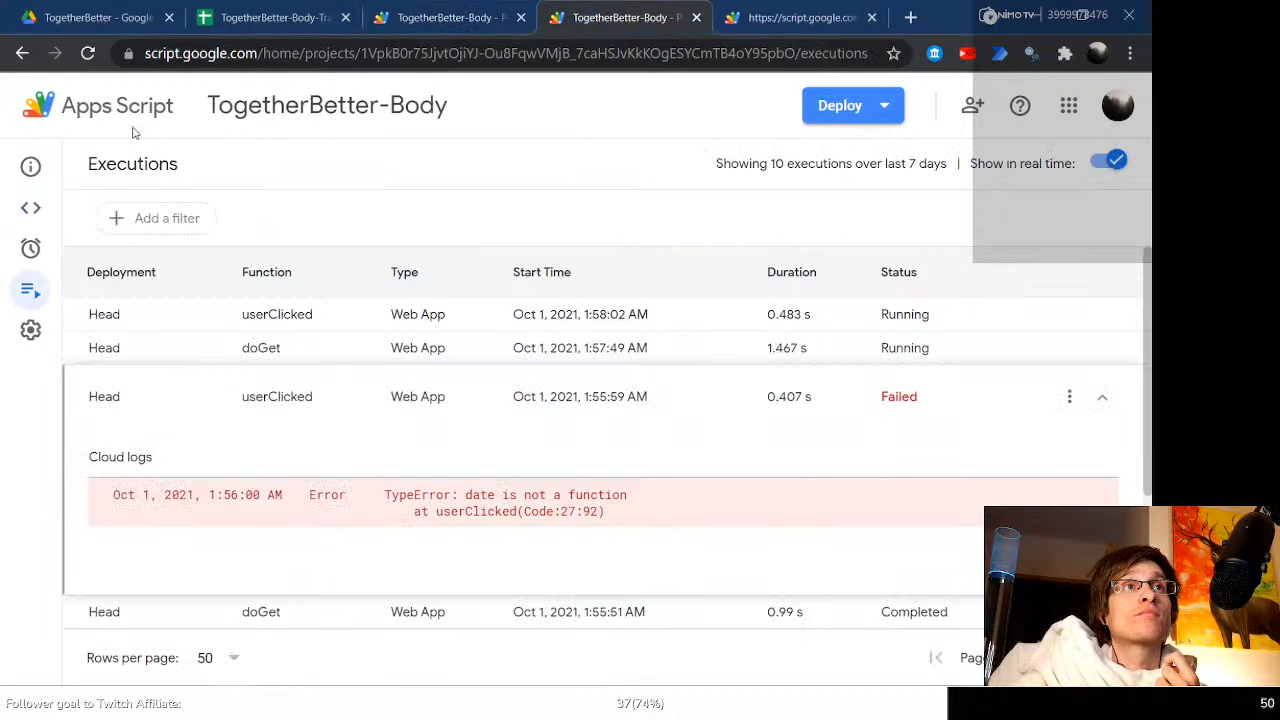 TogetherBetter - Google
TogetherBetter-Body-Tra
TogetherBetter-Body - P
TogetherBetter-Body - P
https://script.google.co
NIMO TV
script.google.com/home/projects/1VpkB0r75JjvtOjiYJ-Ou8FqwVMjB_7caHSJvKkKOgESYCmTB4oY95pbO/executions
Apps Script
TogetherBetter-Body
Deploy
Executions
Showing 10 executions over last 7 days | Show in real time:
Add a filter
Deployment Function Type Start Time Duration Status
Head userClicked Web App Oct 1, 2021, 1:58:02 AM 0.483 s Running
Head doGet Web App Oct 1, 2021, 1:57:49 AM 1.467 s Running
Head userClicked Web App Oct 1, 2021, 1:55:59 AM 0.407 s Failed
Cloud logs
Oct 1, 2021, 1:56:00 AM Error TypeError: date is not a function
at userClicked(Code:27:92)
Head doGet Web App Oct 1, 2021, 1:55:51 AM 0.99 s Completed
Rows per page: 50
Pag
Follower goal to Twitch Affiliate: 37(74%) 50